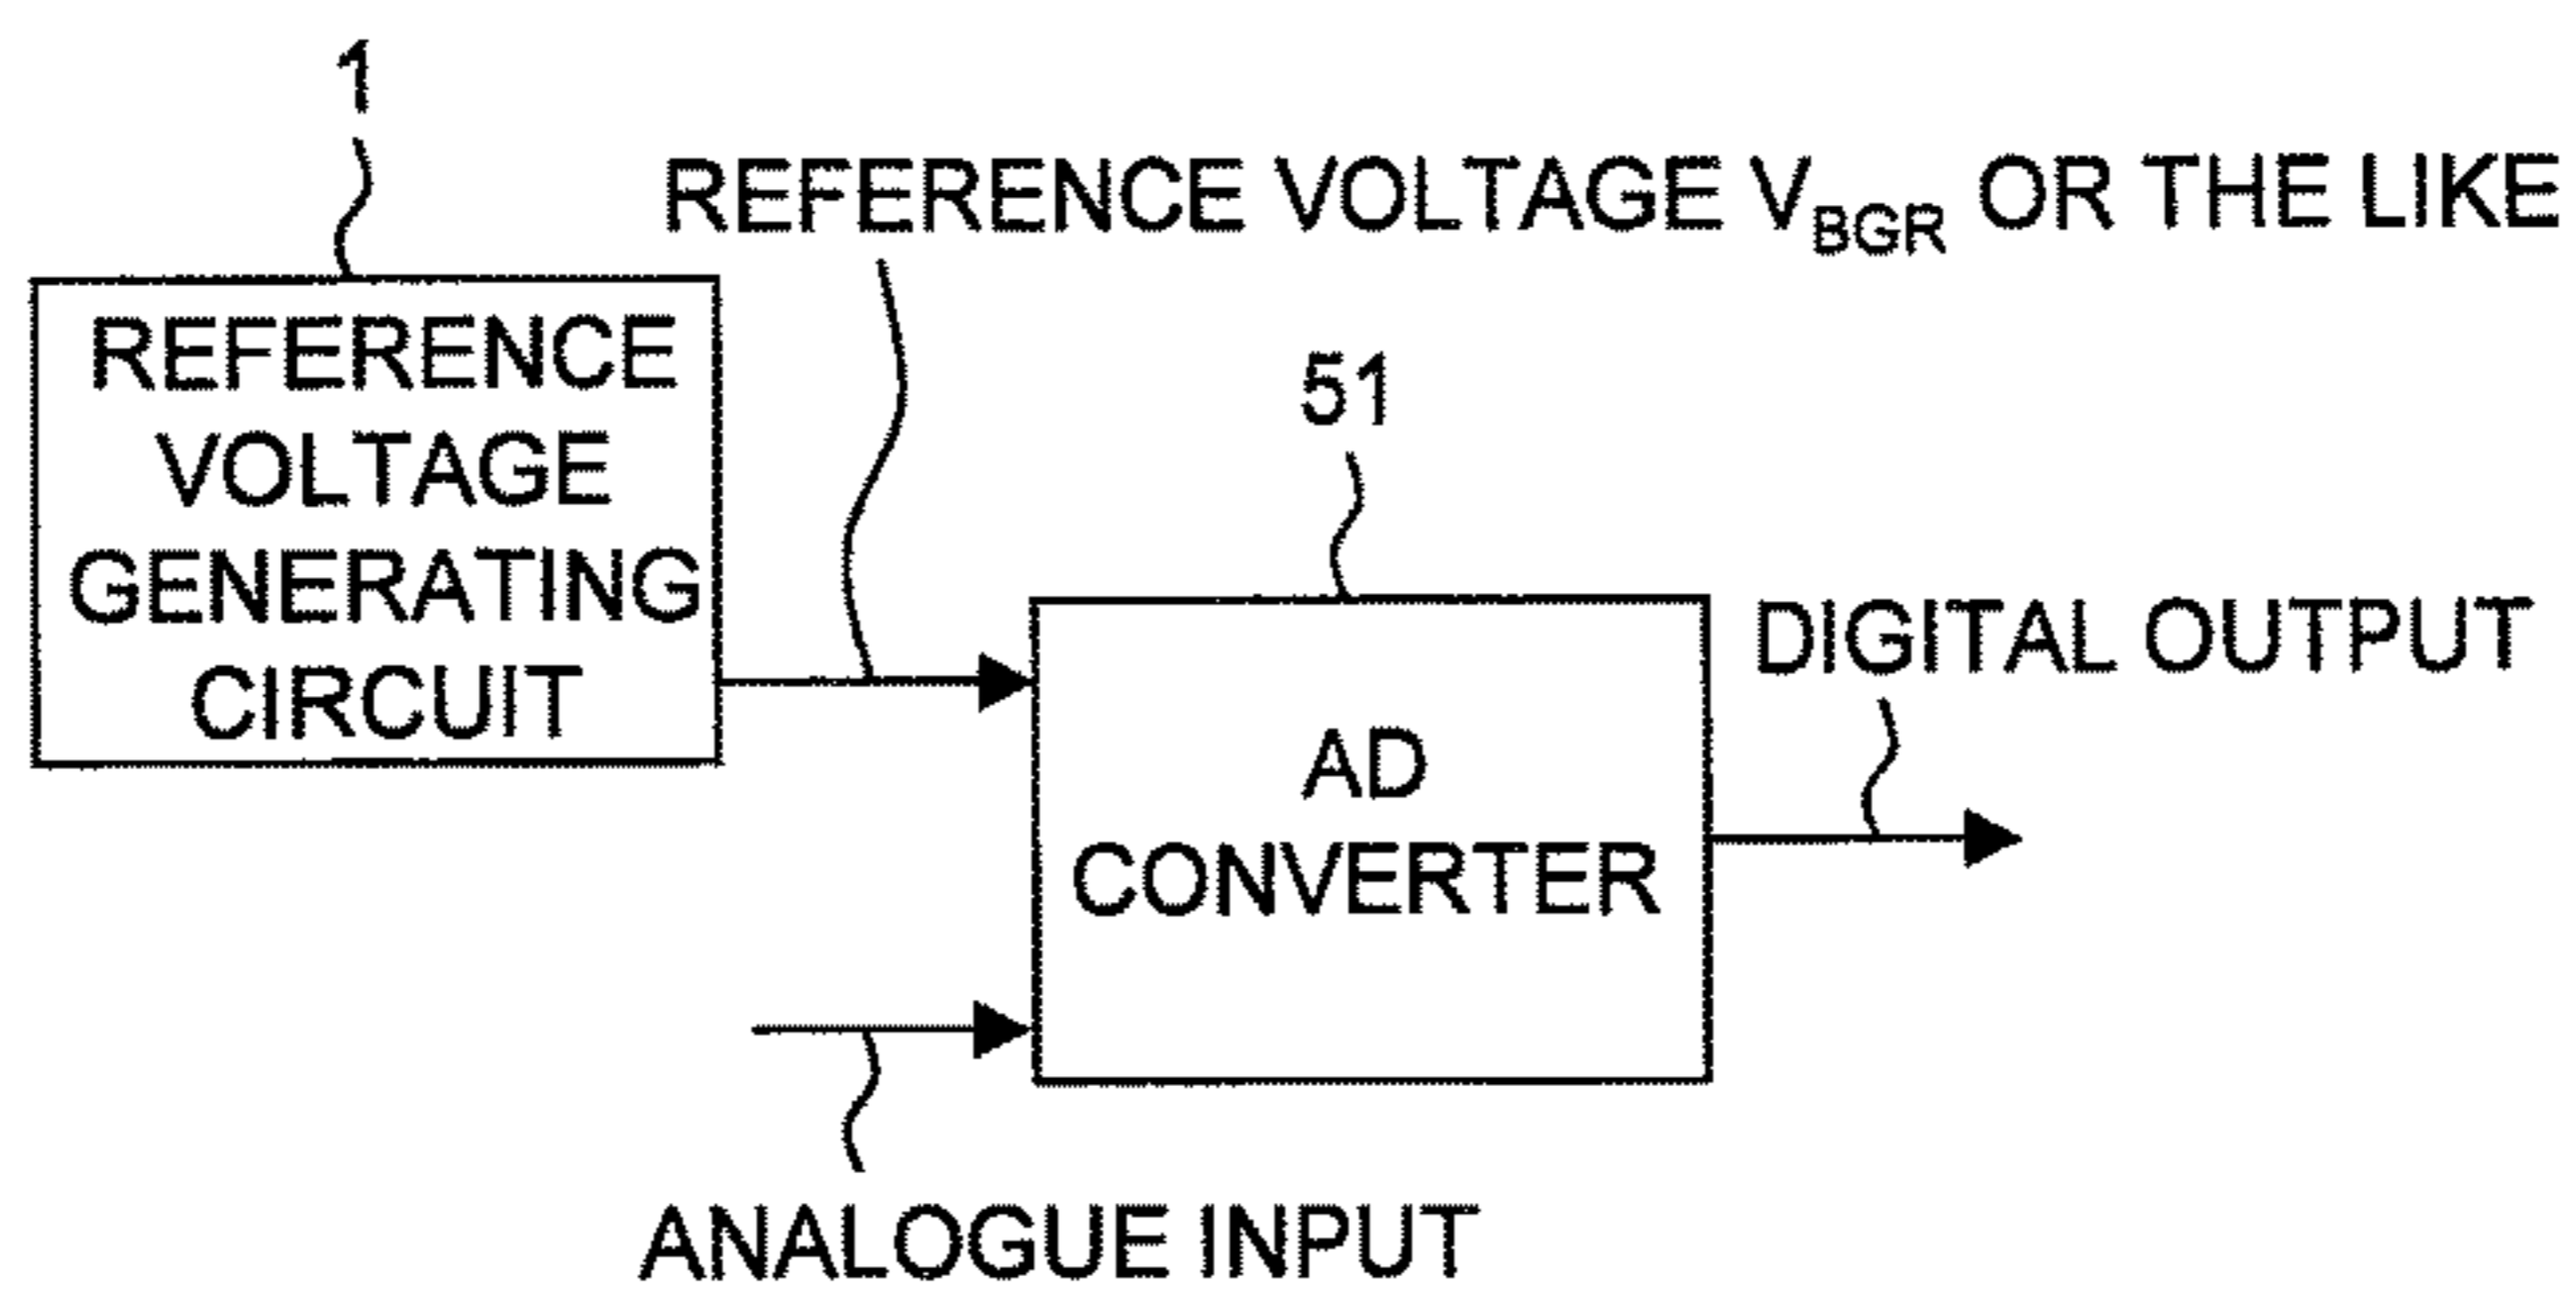 1
REFERENCE VOLTAGE VBGR OR THE LIKE
REFERENCE
VOLTAGE
GENERATING
CIRCUIT
51
DIGITAL OUTPUT
AD
CONVERTER
ANALOGUE INPUT